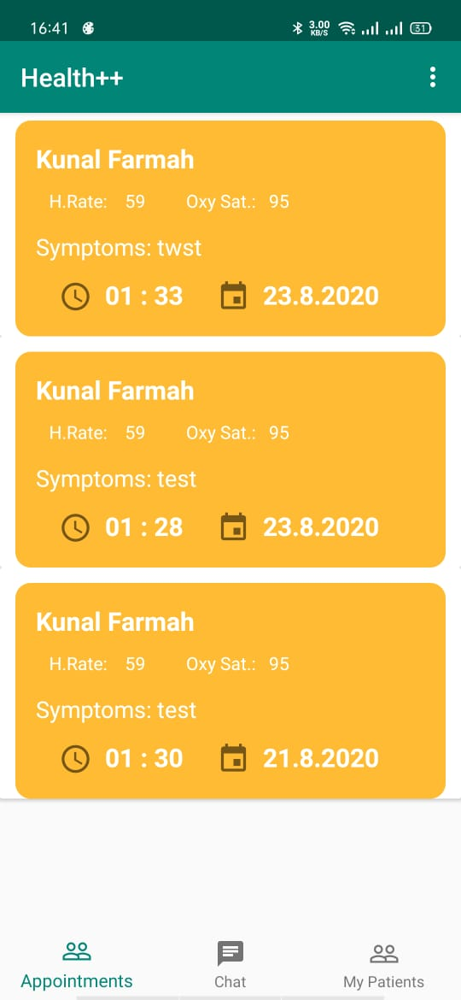 16:41 3.00 KB/S 31
Health++
Kunal Farmah
H.Rate: 59 Oxy Sat.: 95
Symptoms: twst
01 : 33 23.8.2020
Kunal Farmah
H.Rate: 59 Oxy Sat.: 95
Symptoms: test
01 : 28 23.8.2020
Kunal Farmah
H.Rate: 59 Oxy Sat.: 95
Symptoms: test
01 : 30 21.8.2020
Appointments Chat My Patients